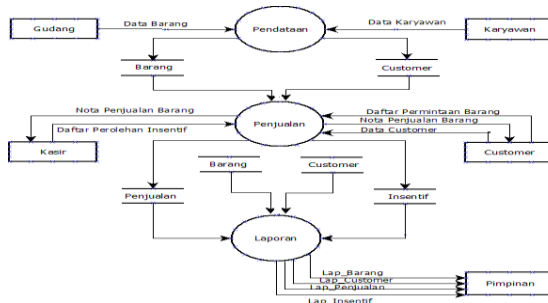 Data Barang
Data Karyawan
Gudang
Pendataan
Karyawan
Barang
Customer
Nota Penjualan Barang
Daftar Permintaan Barang
Nota Penjualan Barang
Daftar Perolehan Insentif
Penjualan
Data Customer
Kasir
Customer
Barang
Customer
Penjualan
Insentif
Laporan
Lap_Barang
Lap_Customer
Lap_Penjualan
Lap_Insentif
Pimpinan